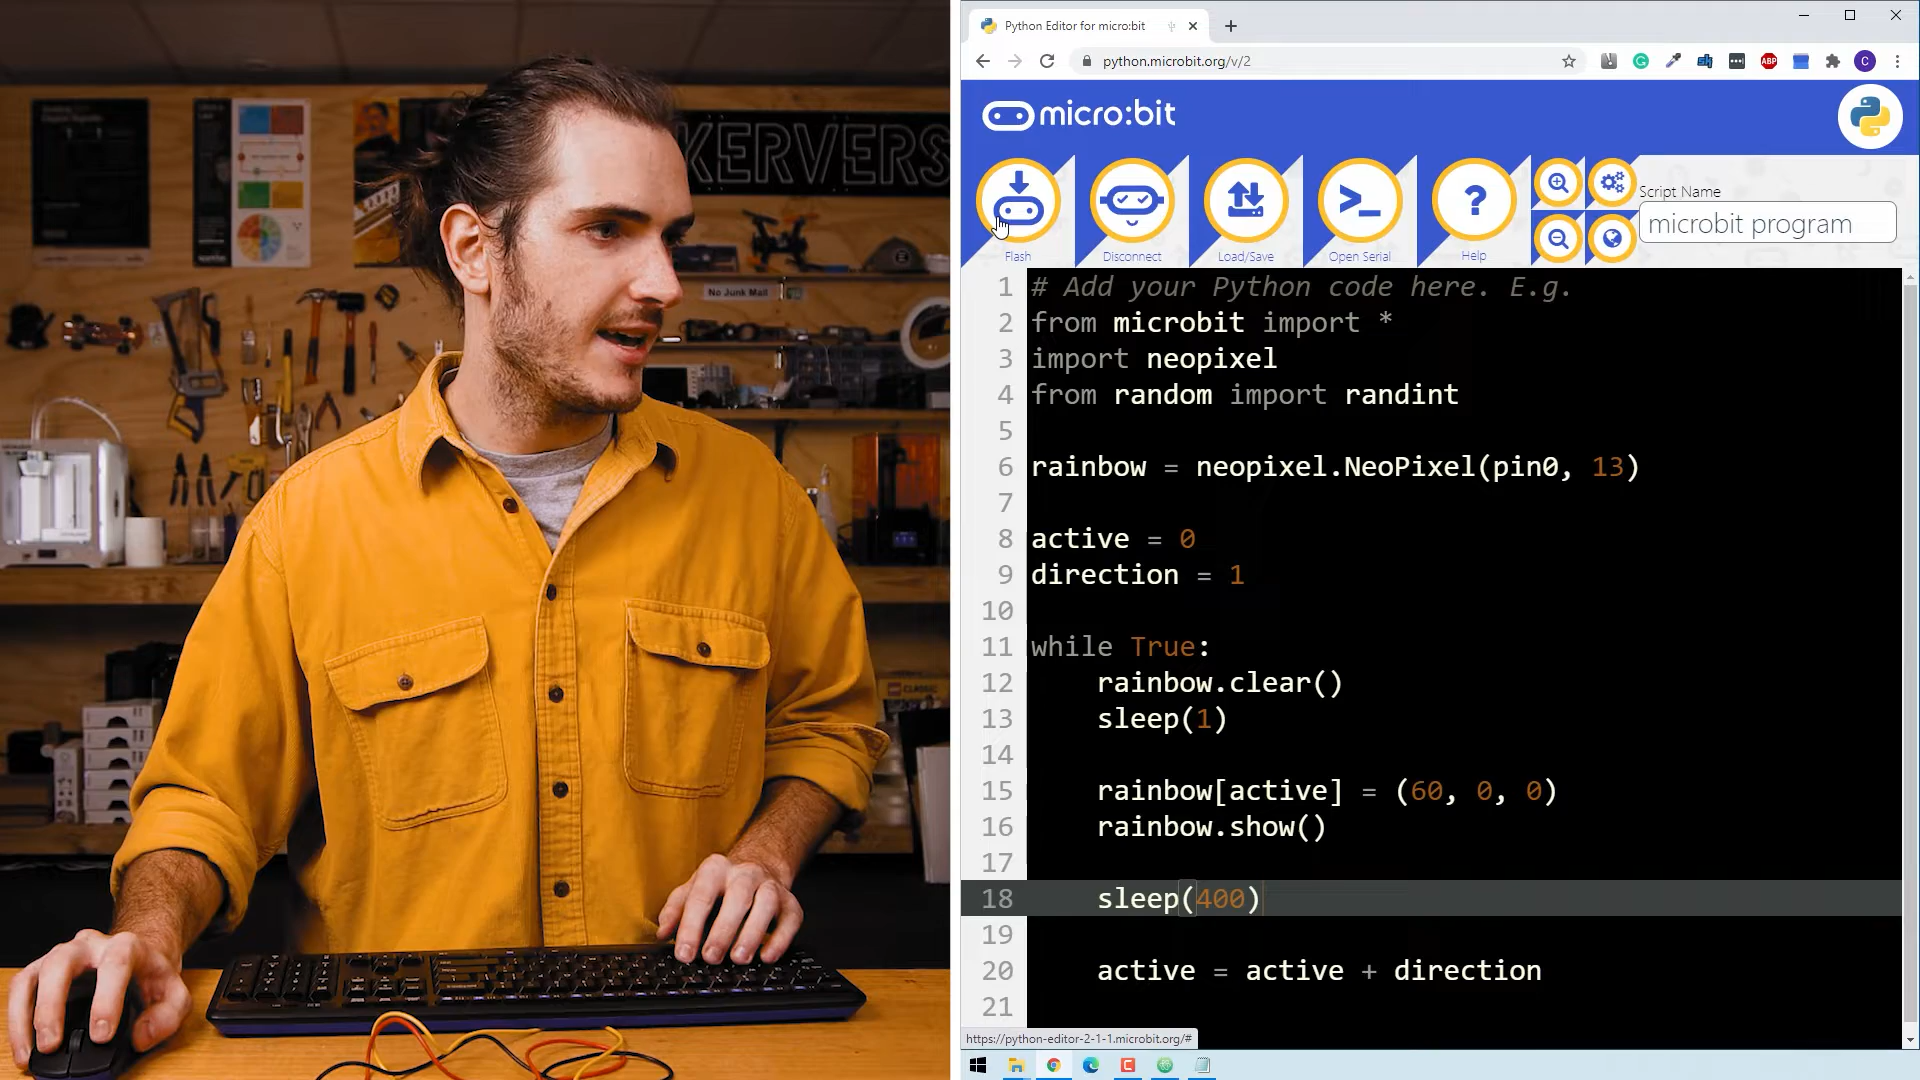 KERVERS
No Junk Mail
Python Editor for micro:bit
python.microbit.org/v/2
ABP
C
micro:bit
Flash
Disconnect
Load/Save
Open Serial
Help
Script Name
microbit program
1 # Add your Python code here. E.g.
2 from microbit import *
3 import neopixel
4 from random import randint
5
6 rainbow = neopixel.NeoPixel(pin0, 13)
7
8 active = 0
9 direction = 1
10
11 while True:
12 rainbow.clear()
13 sleep(1)
14
15 rainbow[active] = (60, 0, 0)
16 rainbow.show()
17
18 sleep(400)
19
20 active = active + direction
21
https://python-editor-2-1-1.microbit.org/#